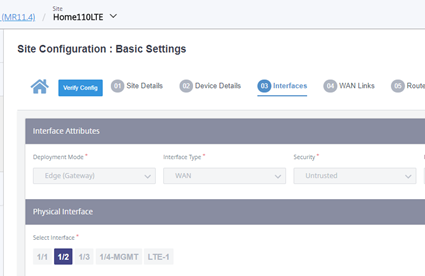 Site
(MR11.4) / Home110LTE
Site Configuration : Basic Settings
Verify Config 01 Site Details 02 Device Details 03 Interfaces 04 WAN Links 05 Route
Interface Attributes
Deployment Mode * Interface Type * Security *
Edge (Gateway) WAN Untrusted
Physical Interface
Select Interface *
1/1 1/2 1/3 1/4-MGMT LTE-1